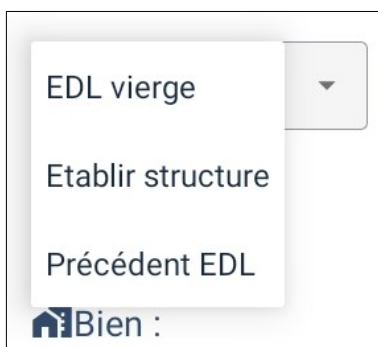 EDL vierge
Etablir structure
Précédent EDL
Bien :